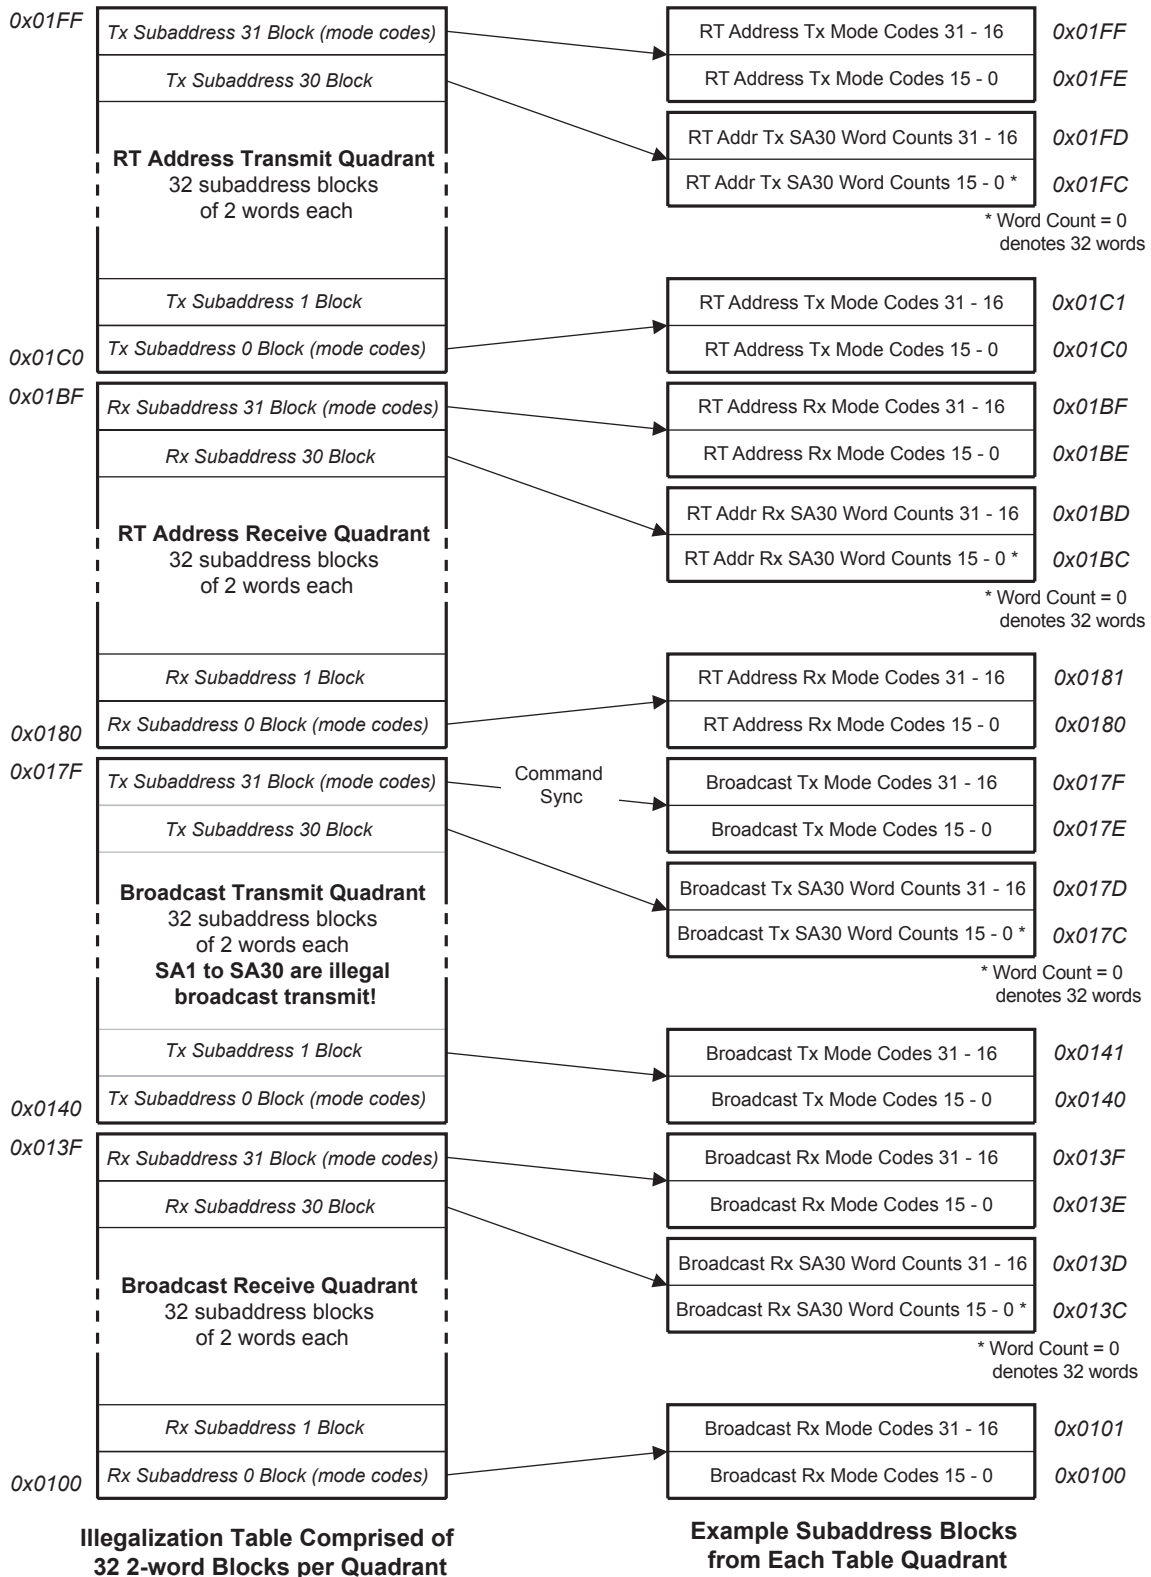 0x01FF
Tx Subaddress 31 Block (mode codes)
Tx Subaddress 30 Block
RT Address Transmit Quadrant
32 subaddress blocks
of 2 words each
Tx Subaddress 1 Block
Tx Subaddress 0 Block (mode codes)
0x01C0
RT Address Tx Mode Codes 31 - 16 0x01FF
RT Address Tx Mode Codes 15 - 0 0x01FE
RT Addr Tx SA30 Word Counts 31 - 16 0x01FD
RT Addr Tx SA30 Word Counts 15 - 0 * 0x01FC
* Word Count = 0
denotes 32 words
RT Address Tx Mode Codes 31 - 16 0x01C1
RT Address Tx Mode Codes 15 - 0 0x01C0
0x01BF
Rx Subaddress 31 Block (mode codes)
Rx Subaddress 30 Block
RT Address Receive Quadrant
32 subaddress blocks
of 2 words each
Rx Subaddress 1 Block
Rx Subaddress 0 Block (mode codes)
0x0180
RT Address Rx Mode Codes 31 - 16 0x01BF
RT Address Rx Mode Codes 15 - 0 0x01BE
RT Addr Rx SA30 Word Counts 31 - 16 0x01BD
RT Addr Rx SA30 Word Counts 15 - 0 * 0x01BC
* Word Count = 0
denotes 32 words
RT Address Rx Mode Codes 31 - 16 0x0181
RT Address Rx Mode Codes 15 - 0 0x0180
0x017F
Tx Subaddress 31 Block (mode codes)
Tx Subaddress 30 Block
Broadcast Transmit Quadrant
32 subaddress blocks
of 2 words each
SA1 to SA30 are illegal
broadcast transmit!
Tx Subaddress 1 Block
Tx Subaddress 0 Block (mode codes)
0x0140
Command
Sync
Broadcast Tx Mode Codes 31 - 16 0x017F
Broadcast Tx Mode Codes 15 - 0 0x017E
Broadcast Tx SA30 Word Counts 31 - 16 0x017D
Broadcast Tx SA30 Word Counts 15 - 0 * 0x017C
* Word Count = 0
denotes 32 words
Broadcast Tx Mode Codes 31 - 16 0x0141
Broadcast Tx Mode Codes 15 - 0 0x0140
0x013F
Rx Subaddress 31 Block (mode codes)
Rx Subaddress 30 Block
Broadcast Receive Quadrant
32 subaddress blocks
of 2 words each
Rx Subaddress 1 Block
Rx Subaddress 0 Block (mode codes)
0x0100
Broadcast Rx Mode Codes 31 - 16 0x013F
Broadcast Rx Mode Codes 15 - 0 0x013E
Broadcast Rx SA30 Word Counts 31 - 16 0x013D
Broadcast Rx SA30 Word Counts 15 - 0 * 0x013C
* Word Count = 0
denotes 32 words
Broadcast Rx Mode Codes 31 - 16 0x0101
Broadcast Rx Mode Codes 15 - 0 0x0100
Illegalization Table Comprised of
32 2-word Blocks per Quadrant
Example Subaddress Blocks
from Each Table Quadrant